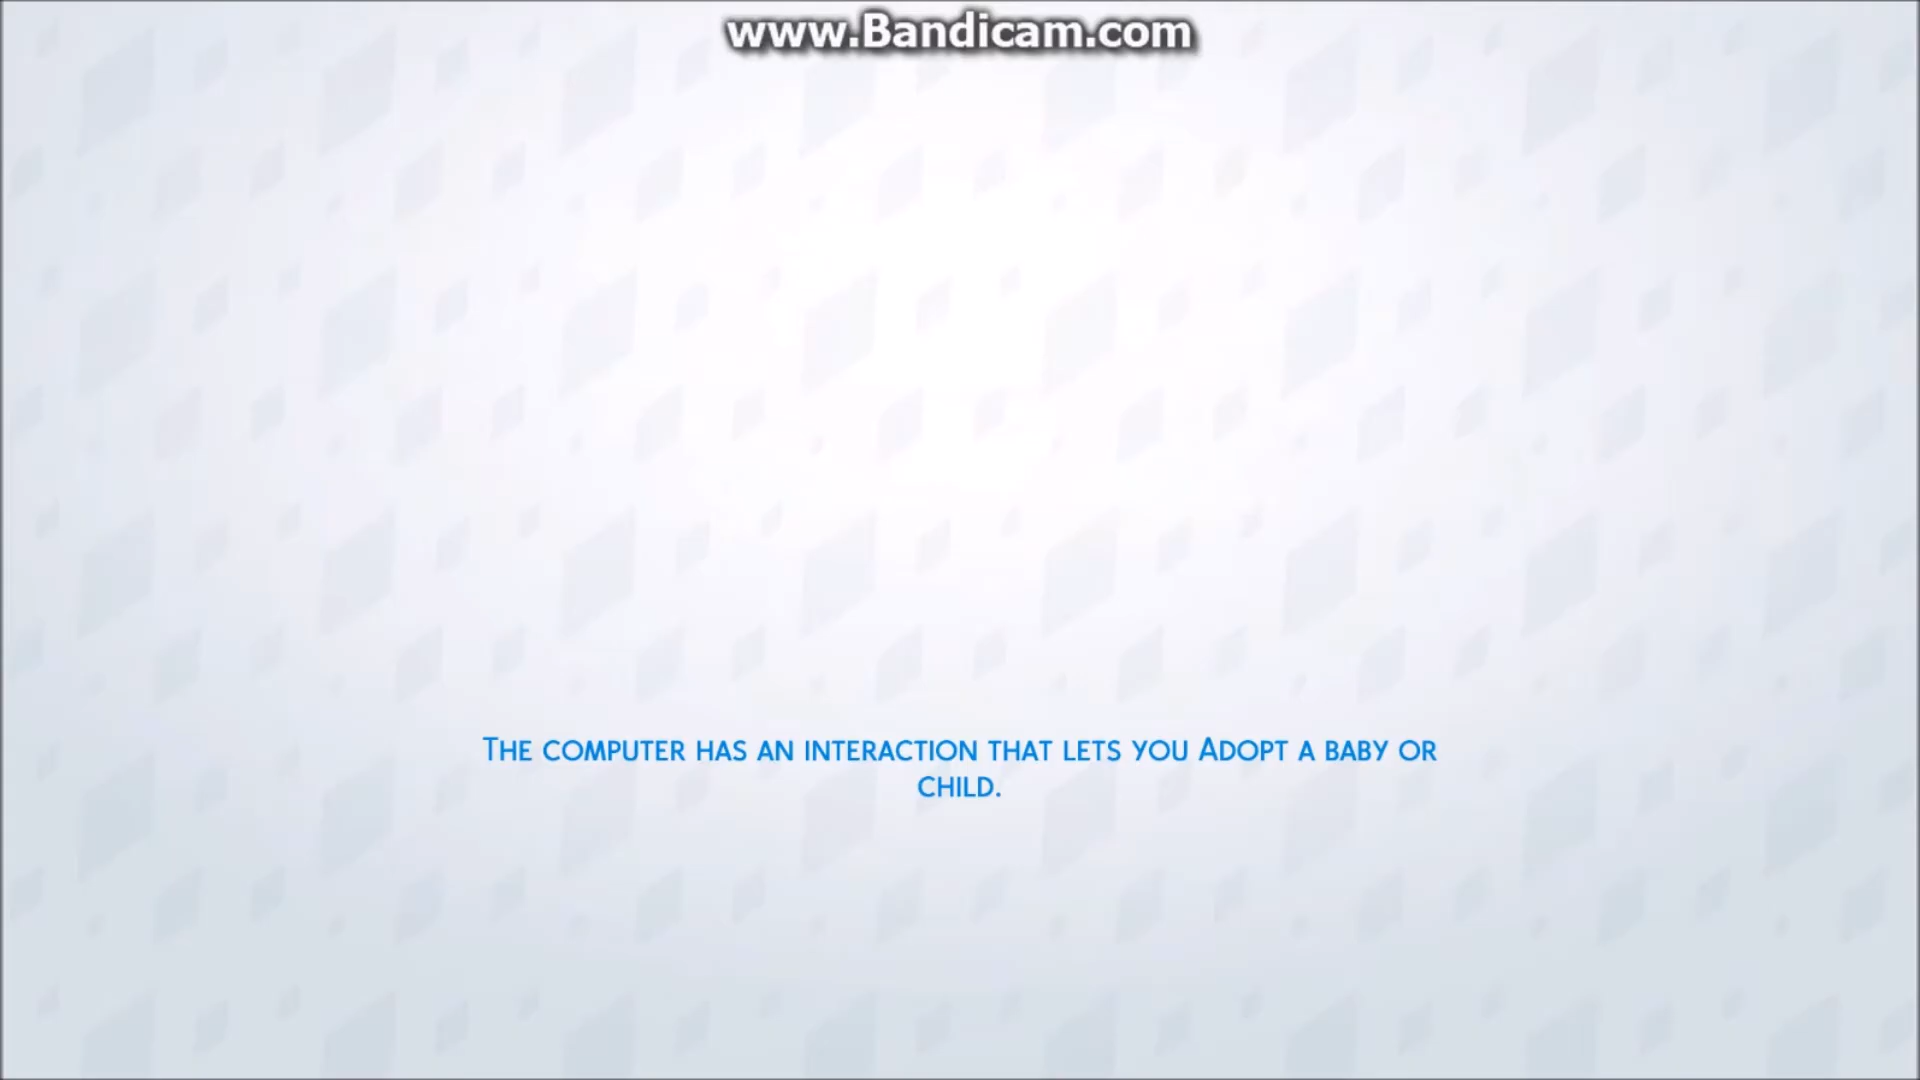 www.Bandicam.com
The computer has an interaction that lets you Adopt a baby or
child.